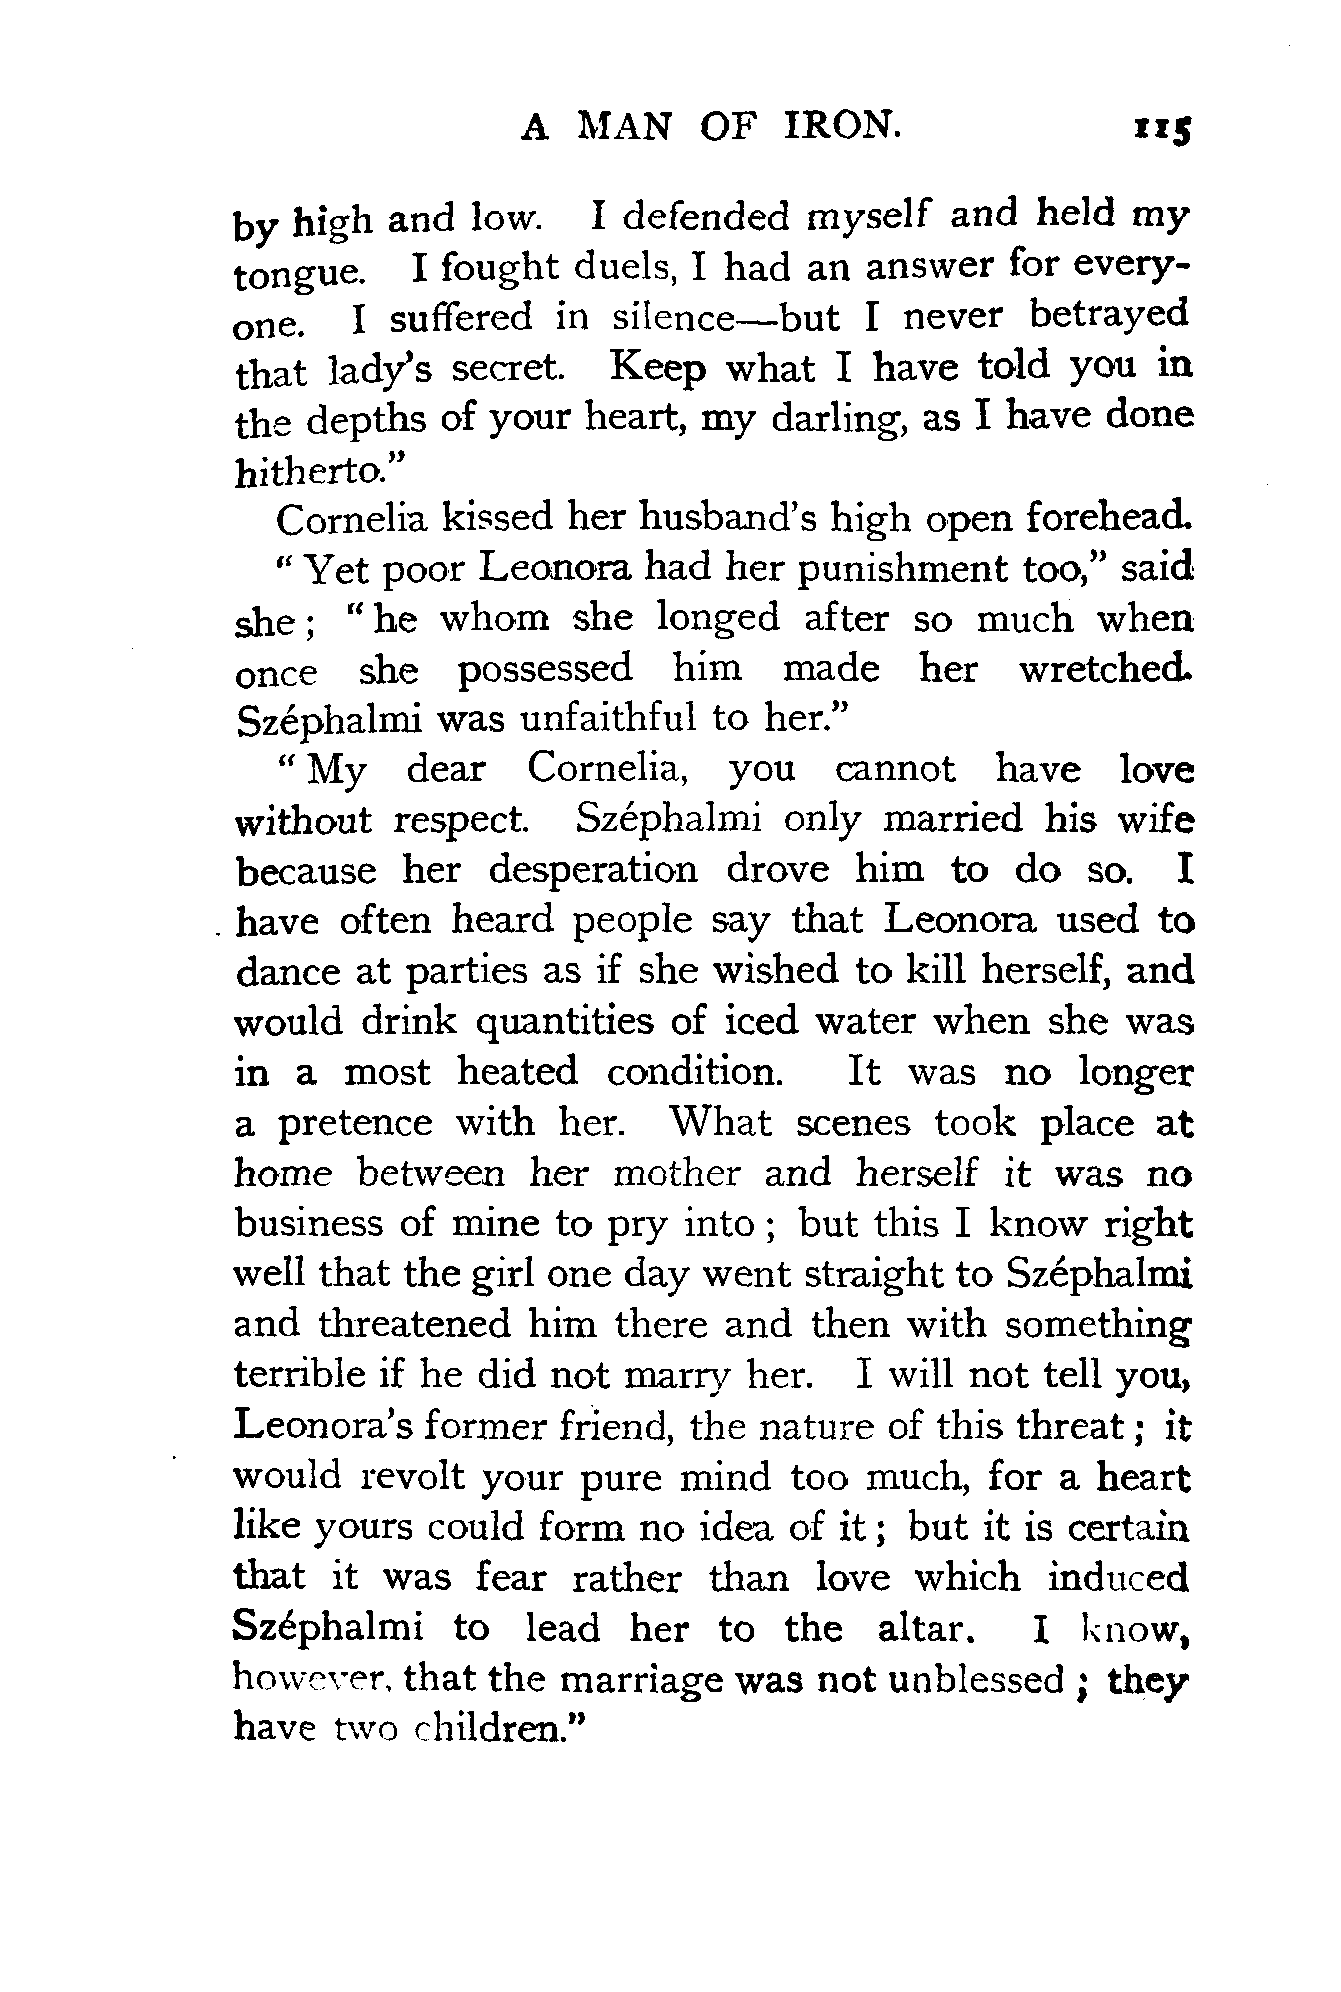 A MAN OF IRON. 115
by high and low. I defended myself and held my
tongue. I fought duels, I had an answer for every-
one. I suffered in silence—but I never betrayed
that lady's secret. Keep what I have told you in
the depths of your heart, my darling, as I have done
hitherto."
Cornelia kissed her husband's high open forehead.
" Yet poor Leonora had her punishment too," said
she ; " he whom she longed after so much when
once she possessed him made her wretched.
Széphalmi was unfaithful to her."
" My dear Cornelia, you cannot have love
without respect. Széphalmi only married his wife
because her desperation drove him to do so. I
have often heard people say that Leonora used to
dance at parties as if she wished to kill herself, and
would drink quantities of iced water when she was
in a most heated condition. It was no longer
a pretence with her. What scenes took place at
home between her mother and herself it was no
business of mine to pry into ; but this I know right
well that the girl one day went straight to Széphalmi
and threatened him there and then with something
terrible if he did not marry her. I will not tell you,
Leonora's former friend, the nature of this threat ; it
would revolt your pure mind too much, for a heart
like yours could form no idea of it ; but it is certain
that it was fear rather than love which induced
Széphalmi to lead her to the altar. I know,
however, that the marriage was not unblessed ; they
have two children."